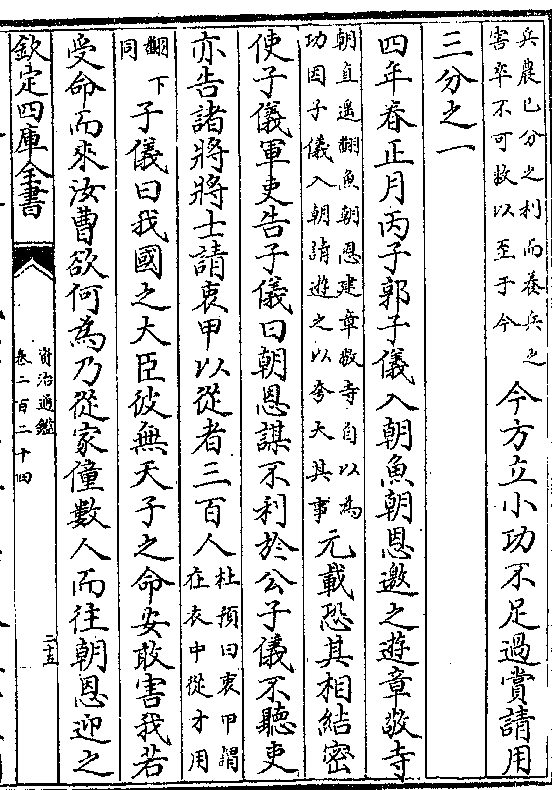 兵農已分之利而養兵之
害卒不可救以至于今
今方立小功不足過賞請用
三分之一
四年春正月丙子郭子儀入朝魚朝恩邀之遊章敬寺
朝直遥翻魚朝恩建章敬寺自以為
功因子儀入朝請遊之以夸大其事
元載恐其相結密
使子儀軍吏告子儀曰朝恩謀不利於公子儀不聽吏
亦告諸將將士請衷甲以從者三百人
杜預曰衷甲謂
在衣中從才用
翻下
同
子儀曰我國之大臣彼無天子之命安敢害我若
受命而來汝曹欲何為乃從家僮數人而往朝恩迎之
欽定四庫全書
資治通鑑
卷二百二十四
二十五